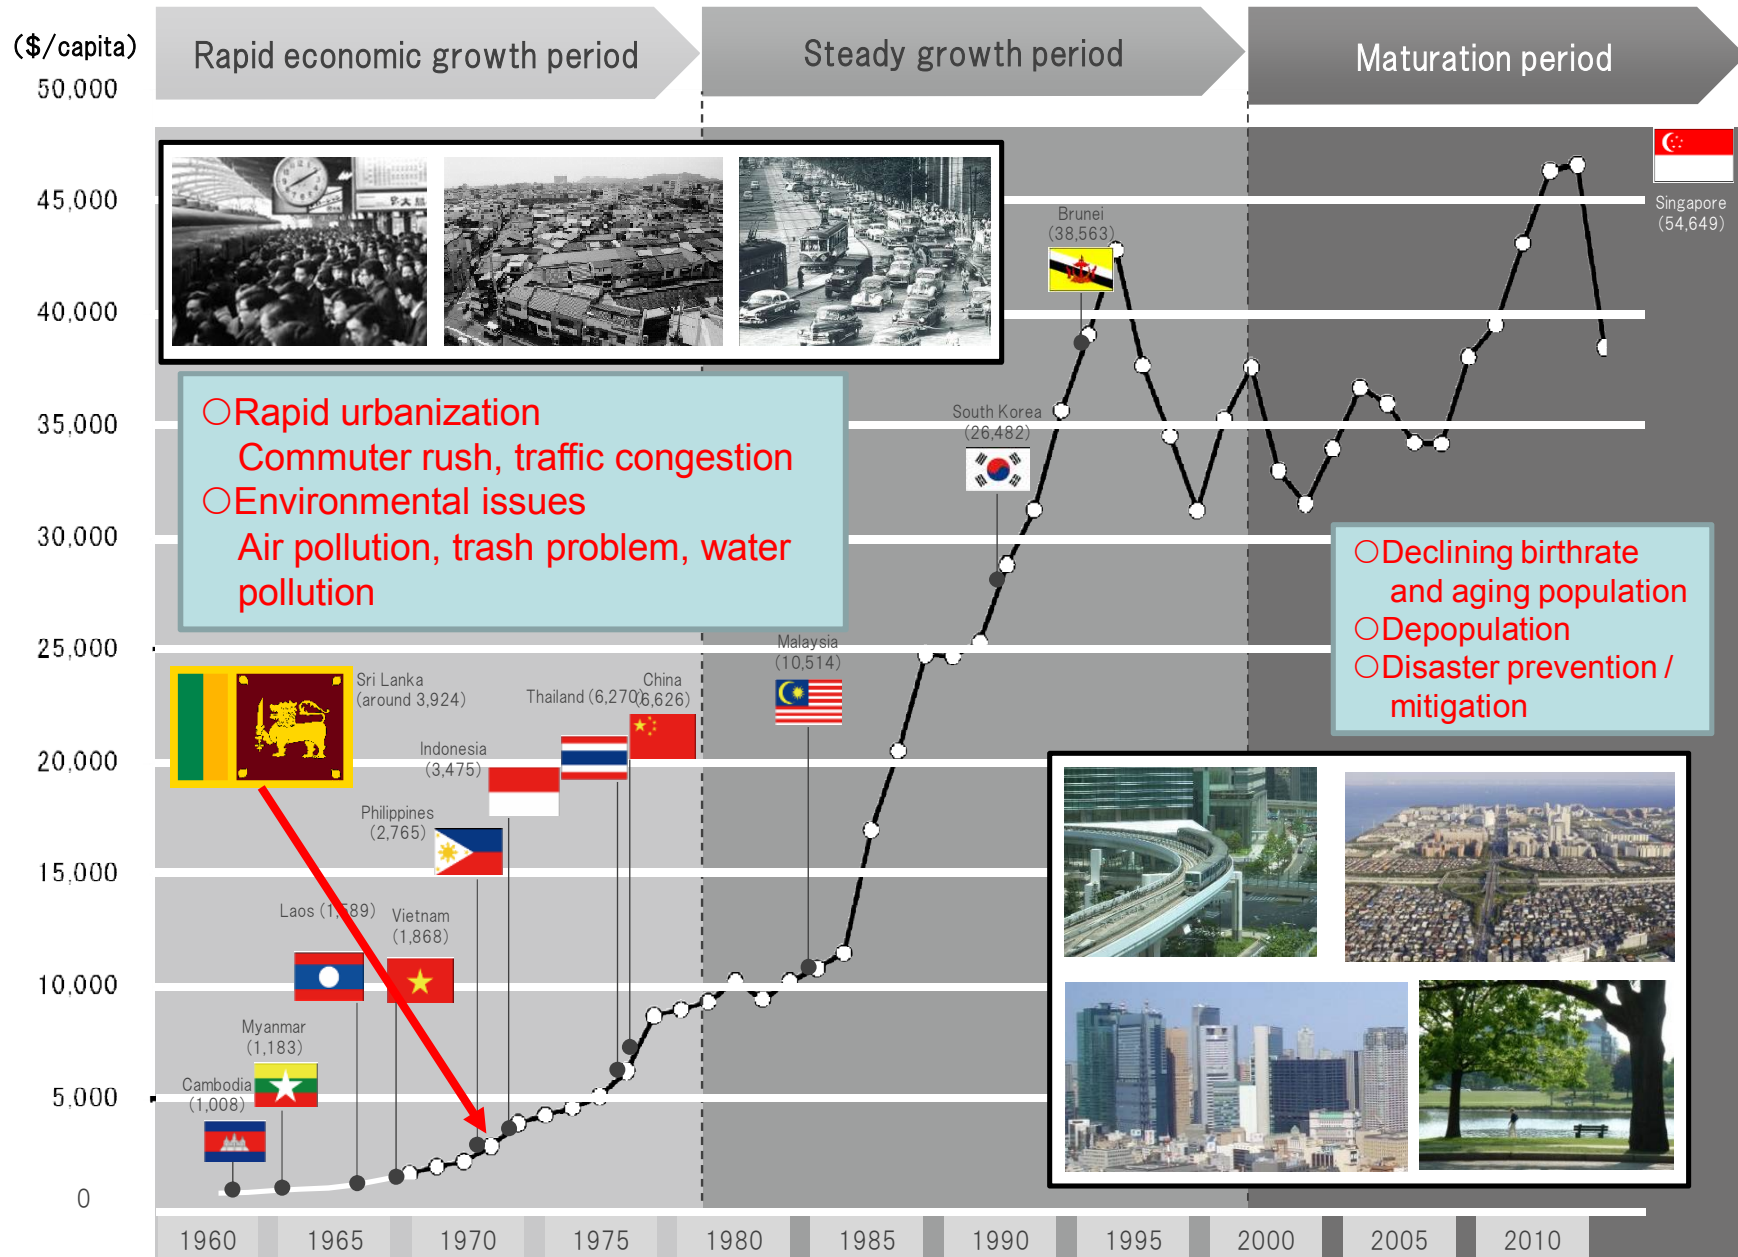 Rapid economic growth period
Steady growth period
Maturation period
($/capita)
50,000
45,000
40,000
35,000
30,000
25,000
20,000
15,000
10,000
5,000
0
○Rapid urbanization
Commuter rush, traffic congestion
○Environmental issues
Air pollution, trash problem, water
pollution
Singapore
(54,649)
Brunei
(38,563)
South Korea
(26,482)
○Declining birthrate
and aging population
○Depopulation
○Disaster prevention /
mitigation
Malaysia
(10,514)
China
(6,626)
Thailand (6,270)
Sri Lanka
(around 3,924)
Indonesia
(3,475)
Philippines
(2,765)
Laos (1,589)
Vietnam
(1,868)
Myanmar
(1,183)
Cambodia
(1,008)
1960
1965
1970
1975
1980
1985
1990
1995
2000
2005
2010